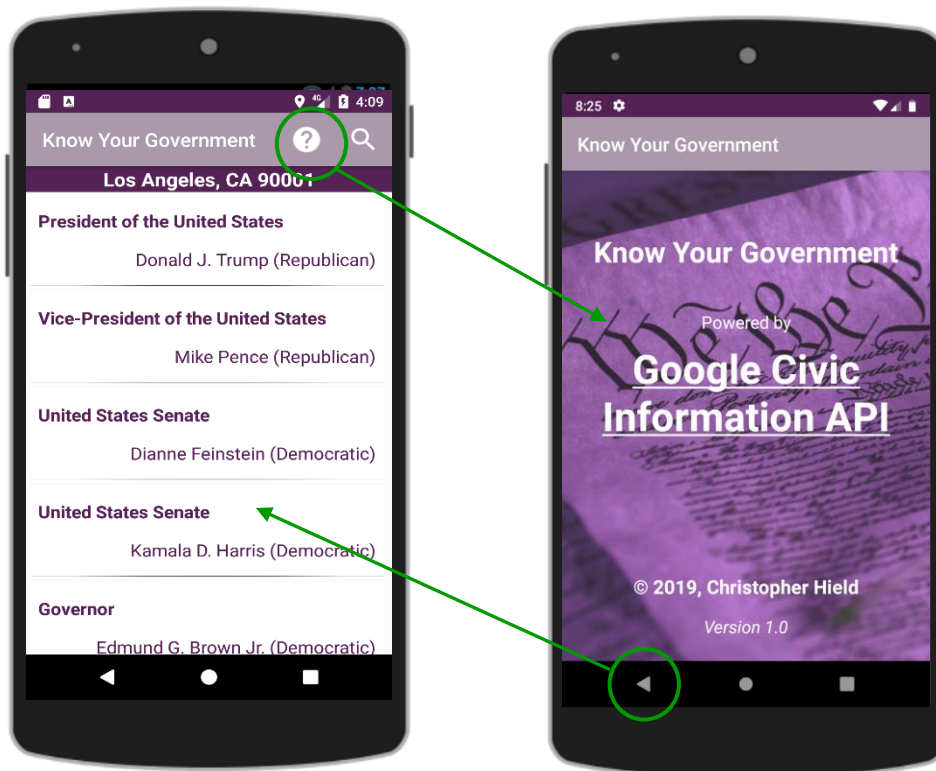 4G 4:09
Know Your Government
Los Angeles, CA 90001
President of the United States
Donald J. Trump (Republican)
Vice-President of the United States
Mike Pence (Republican)
United States Senate
Dianne Feinstein (Democratic)
United States Senate
Kamala D. Harris (Democratic)
Governor
Edmund G. Brown Jr. (Democratic)
8:25
Know Your Government
Know Your Government
Powered by
Google Civic
Information API
© 2019, Christopher Hield
Version 1.0